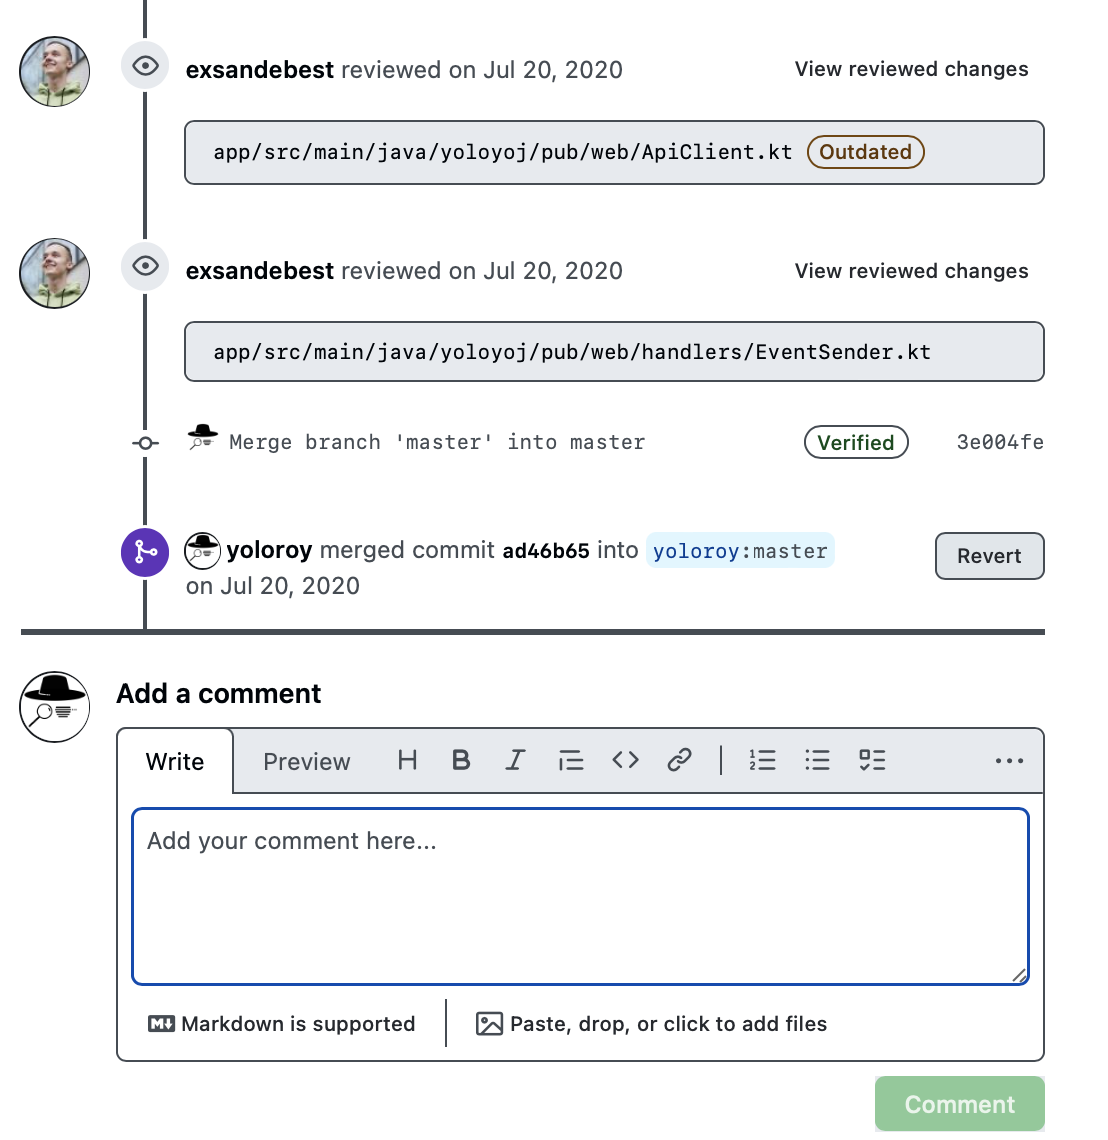 exsandebest reviewed on Jul 20, 2020 View reviewed changes
app/src/main/java/yoloyoj/pub/web/ApiClient.kt Outdated
exsandebest reviewed on Jul 20, 2020 View reviewed changes
app/src/main/java/yoloyoj/pub/web/handlers/EventSender.kt
Merge branch 'master' into master Verified 3e004fe
yoloroy merged commit ad46b65 into yoloroy:master Revert
on Jul 20, 2020
Add a comment
Write Preview
Add your comment here...
Markdown is supported Paste, drop, or click to add files
Comment